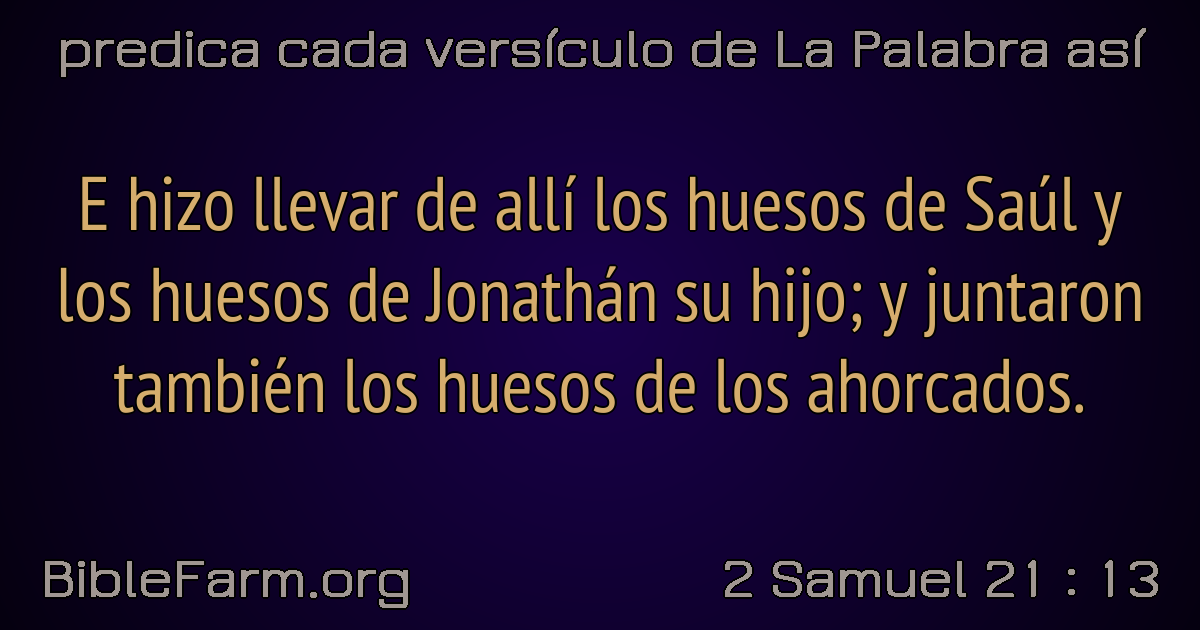 predica cada versículo de La Palabra así
E hizo llevar de allí los huesos de Saúl y
los huesos de Jonathán su hijo; y juntaron
también los huesos de los ahorcados.
BibleFarm.org
2 Samuel 21 : 13